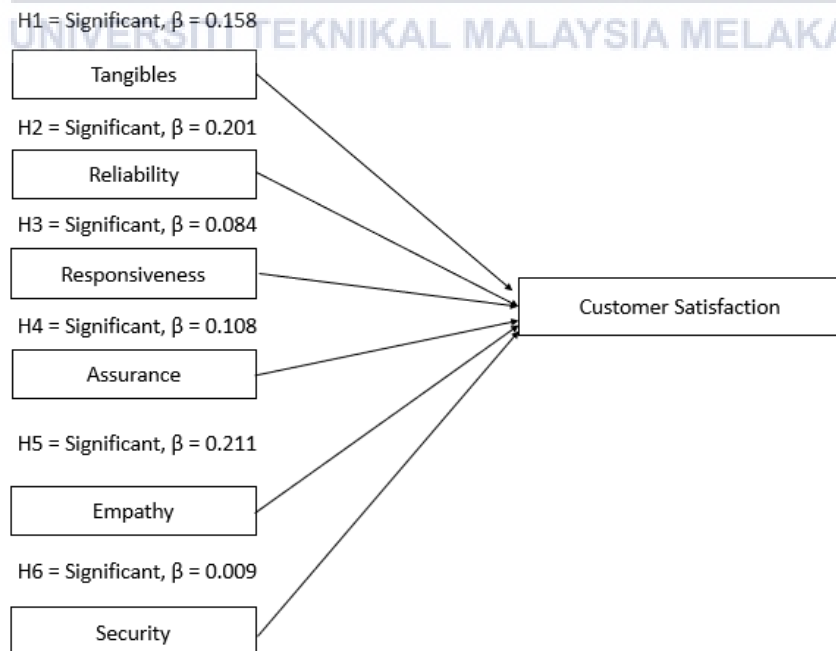 H1 = Significant, β = 0.158
UNIVERSITI TEKNIKAL MALAYSIA MELAKA
Tangibles
H2 = Significant, β = 0.201
Reliability
H3 = Significant, β = 0.084
Responsiveness
Customer Satisfaction
H4 = Significant, β = 0.108
Assurance
H5 = Significant, β = 0.211
Empathy
H6 = Significant, β = 0.009
Security